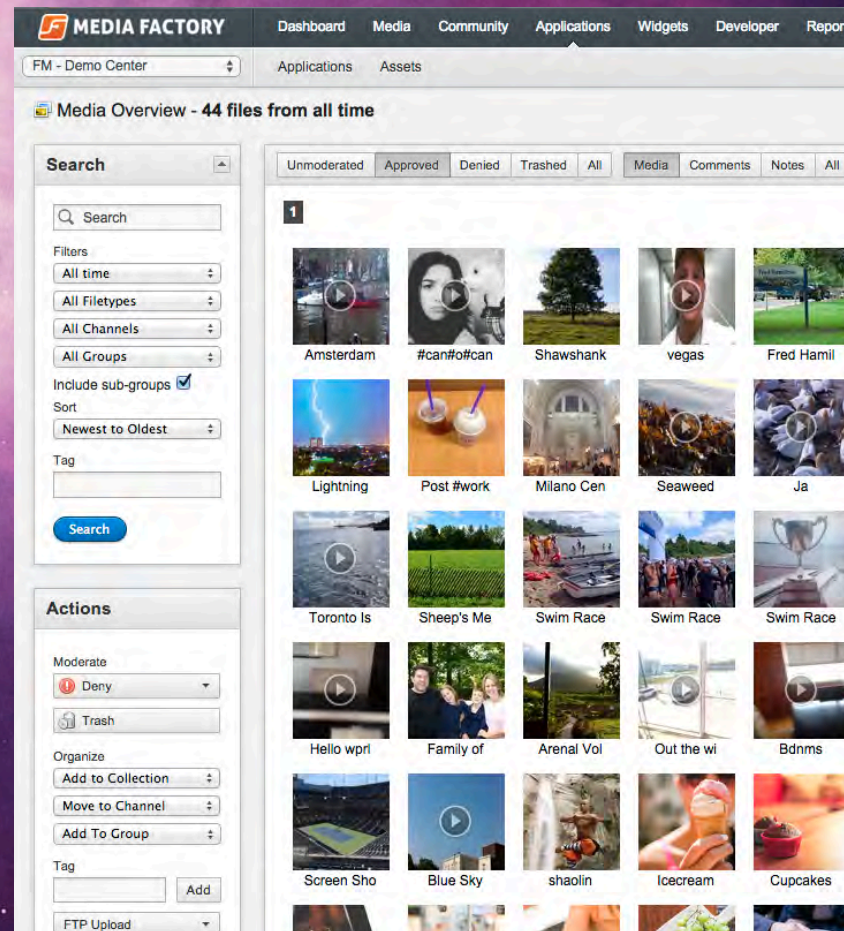 MEDIA FACTORY
Dashboard Media Community Applications Widgets Developer Repor
FM - Demo Center
Applications Assets
Media Overview - 44 files from all time
Search
Search
Filters
All time
All Filetypes
All Channels
All Groups
Include sub-groups
Sort
Newest to Oldest
Tag
Search
Actions
Moderate
Deny
Trash
Organize
Add to Collection
Move to Channel
Add To Group
Tag
Add
FTP Upload
Unmoderated Approved Denied Trashed All Media Comments Notes All
1
Amsterdam #can#o#can Shawshank vegas Fred Hamil
Lightning Post #work Milano Cen Seaweed Ja
Toronto Is Sheep's Me Swim Race Swim Race Swim Race
Hello wprl Family of Arenal Vol Out the wi Bdnms
Screen Sho Blue Sky shaolin Icecream Cupcakes